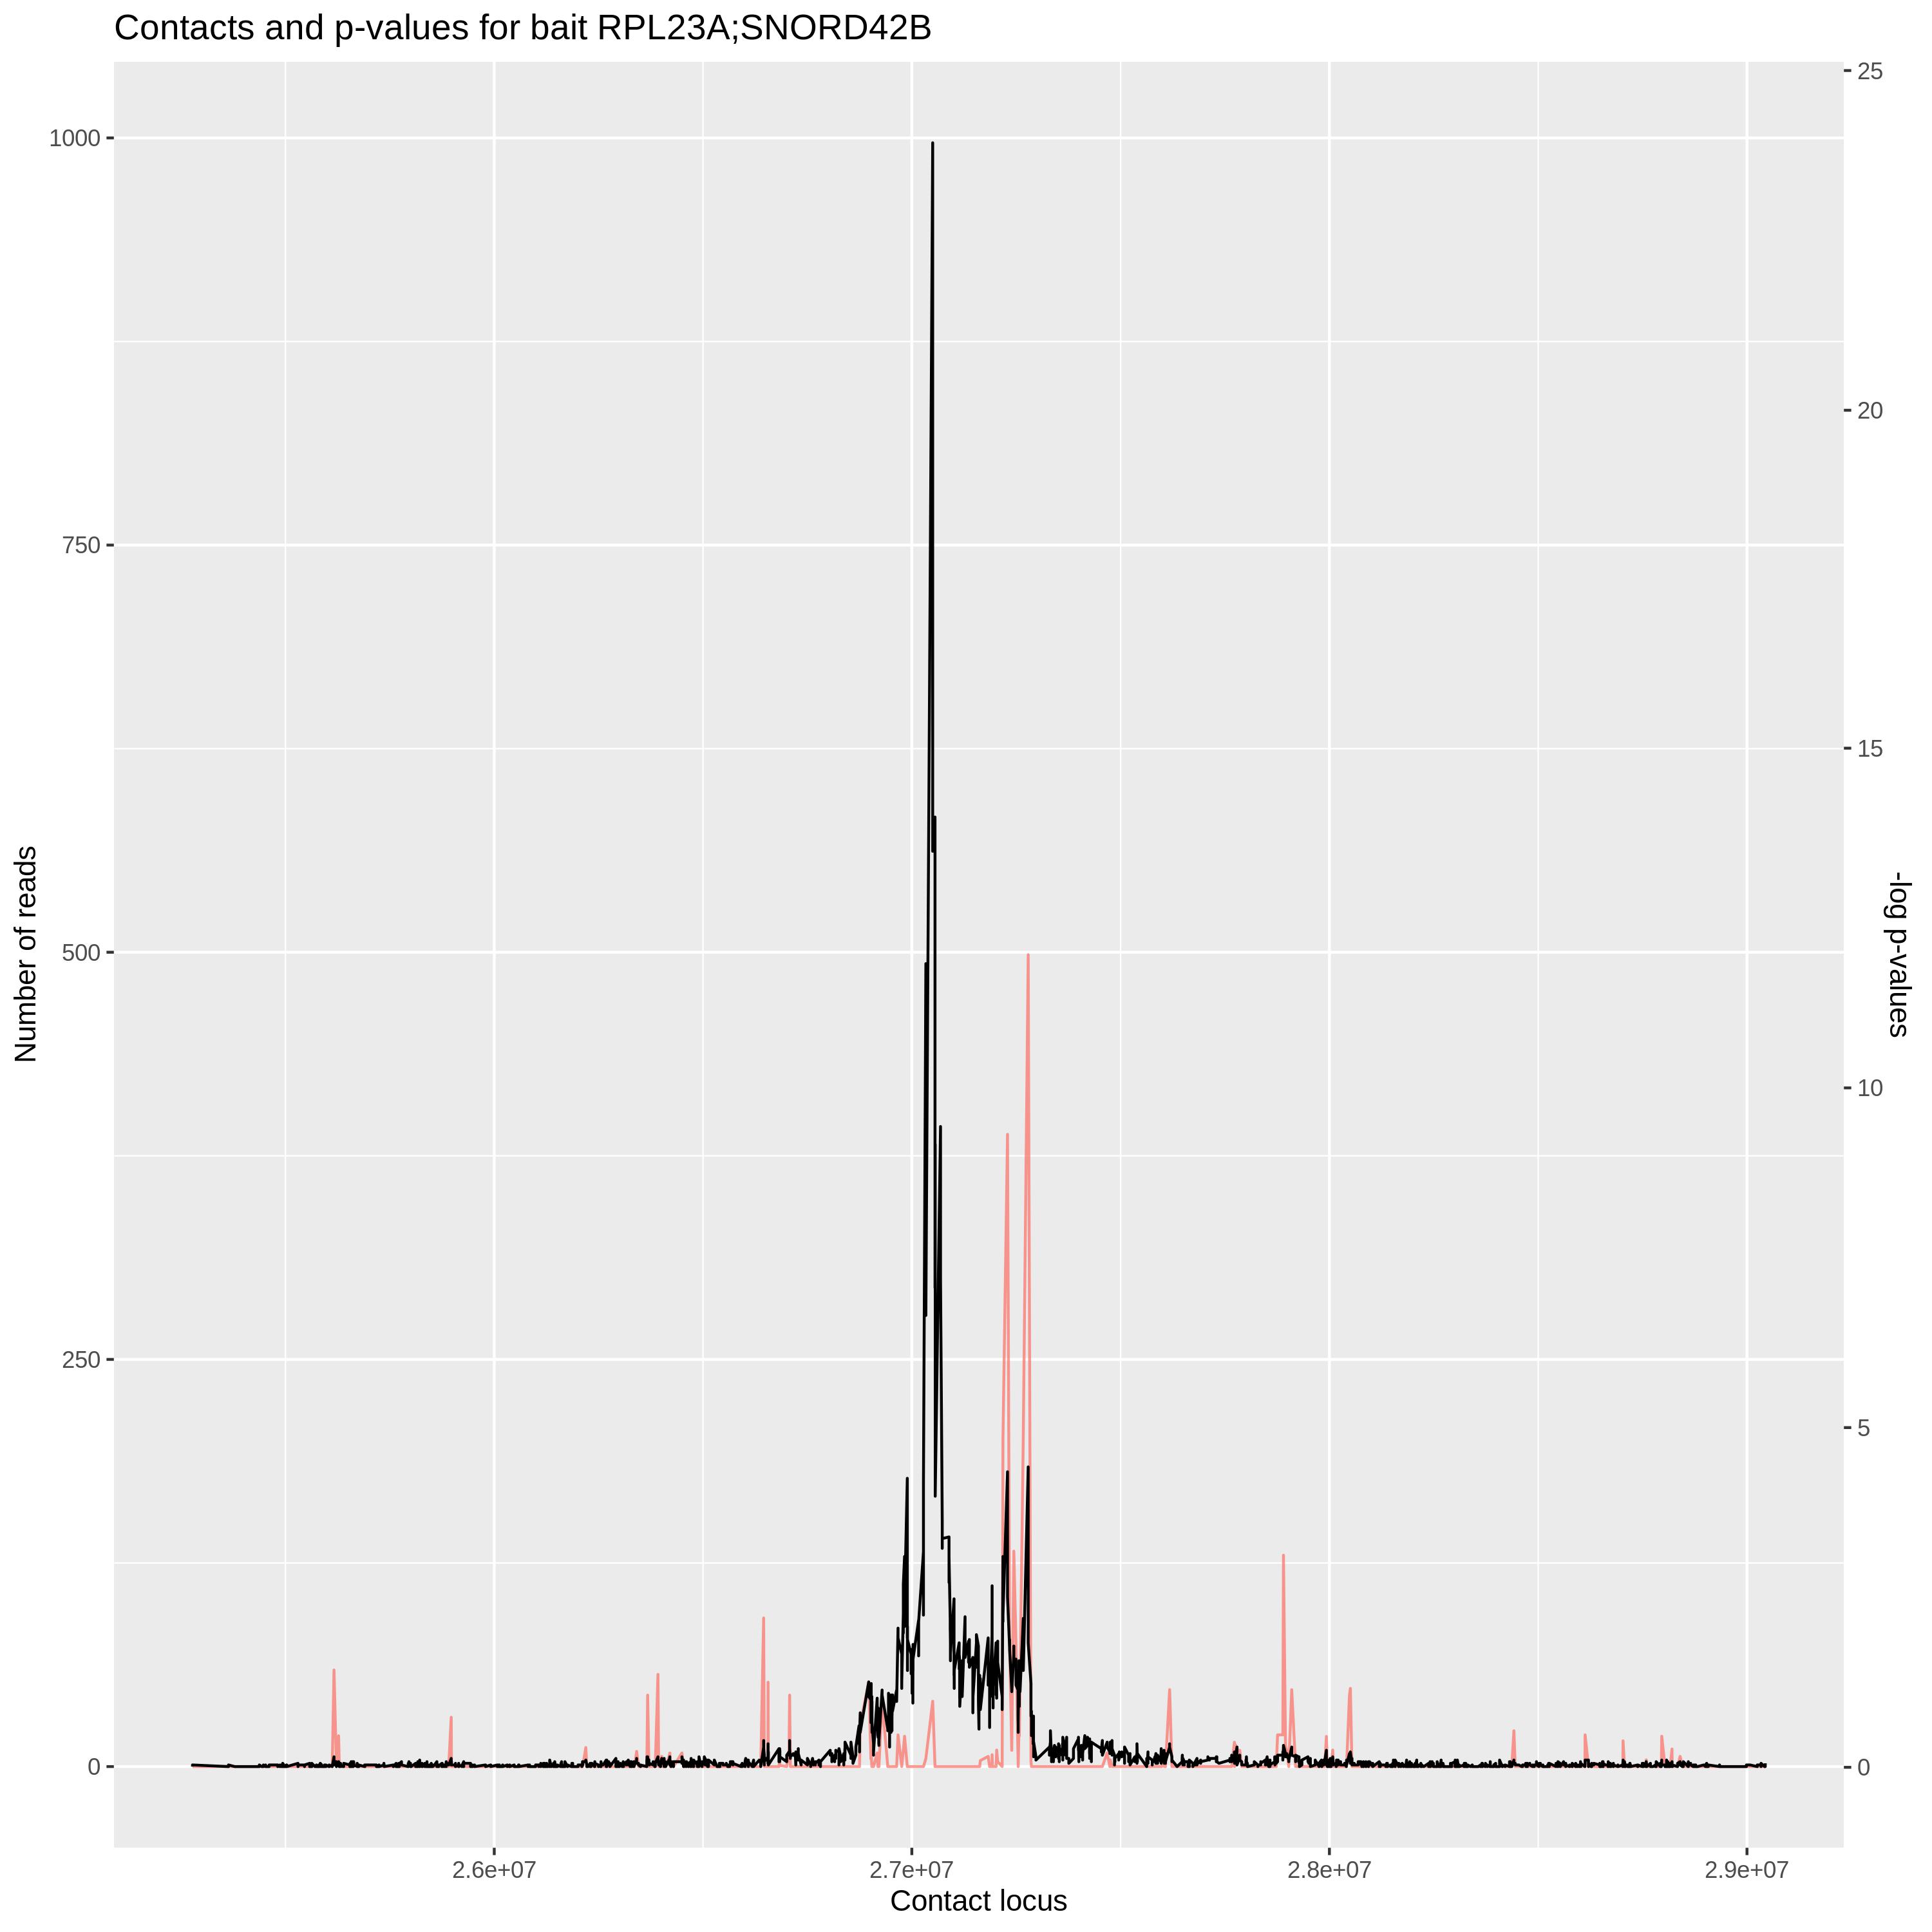 Contacts and p-values for bait RPL23A;SNORD42B
Number of reads
1000
750
500
250
0
25
20
15
10
5
0
-log p-values
2.6e+07
2.7e+07
2.8e+07
2.9e+07
Contact locus